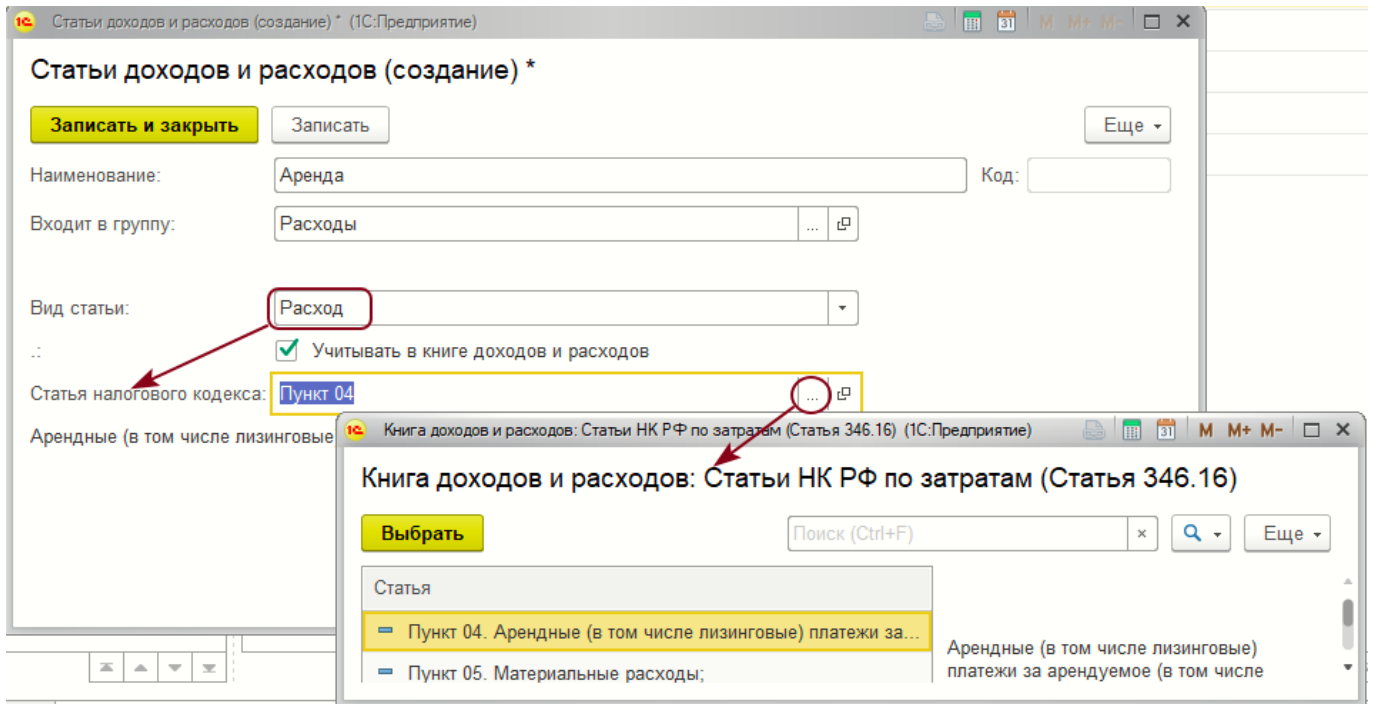 Статьи доходов и расходов (создание) * (1С:Предприятие)
31 M M+ M-
Статьи доходов и расходов (создание) *
Записать и закрыть Записать Еще
Наименование: Аренда Код:
Входит в группу: Расходы ...
Вид статьи: Расход
.: Учитывать в книге доходов и расходов
Статья налогового кодекса: Пункт 04 ...
Арендные (в том числе лизинговые
Книга доходов и расходов: Статьи НК РФ по затратам (Статья 346.16) (1С:Предприятие) 31 M M+ M-
Книга доходов и расходов: Статьи НК РФ по затратам (Статья 346.16)
Выбрать Поиск (Ctrl+F) × Еще
Статья
Пункт 04. Арендные (в том числе лизинговые) платежи за...
Пункт 05. Материальные расходы;
Арендные (в том числе лизинговые)
платежи за арендуемое (в том числе